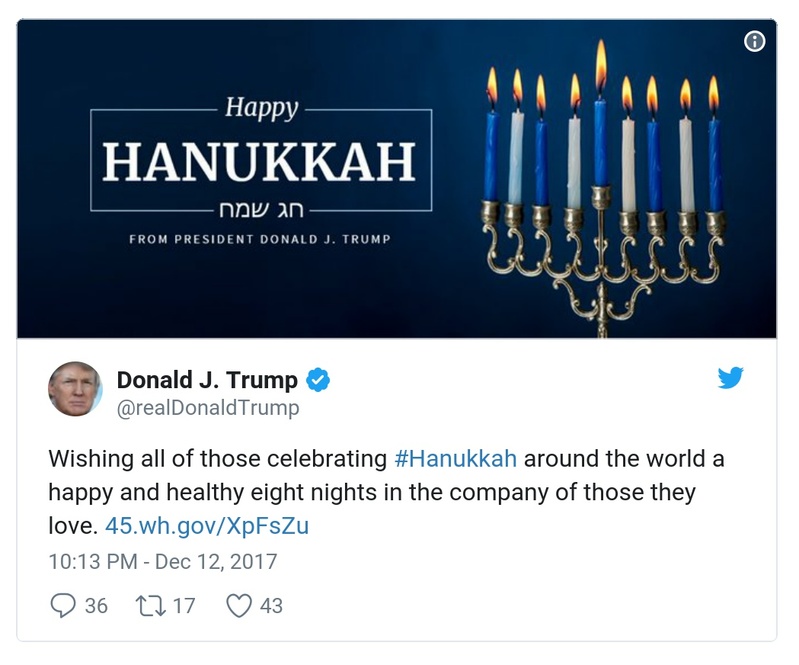 Happy
HANUKKAH
חג שמח
FROM PRESIDENT DONALD J. TRUMP
Donald J. Trump
@realDonaldTrump
Wishing all of those celebrating #Hanukkah around the world a
happy and healthy eight nights in the company of those they
love. 45.wh.gov/XpFsZu
10:13 PM - Dec 12, 2017
36 17 43